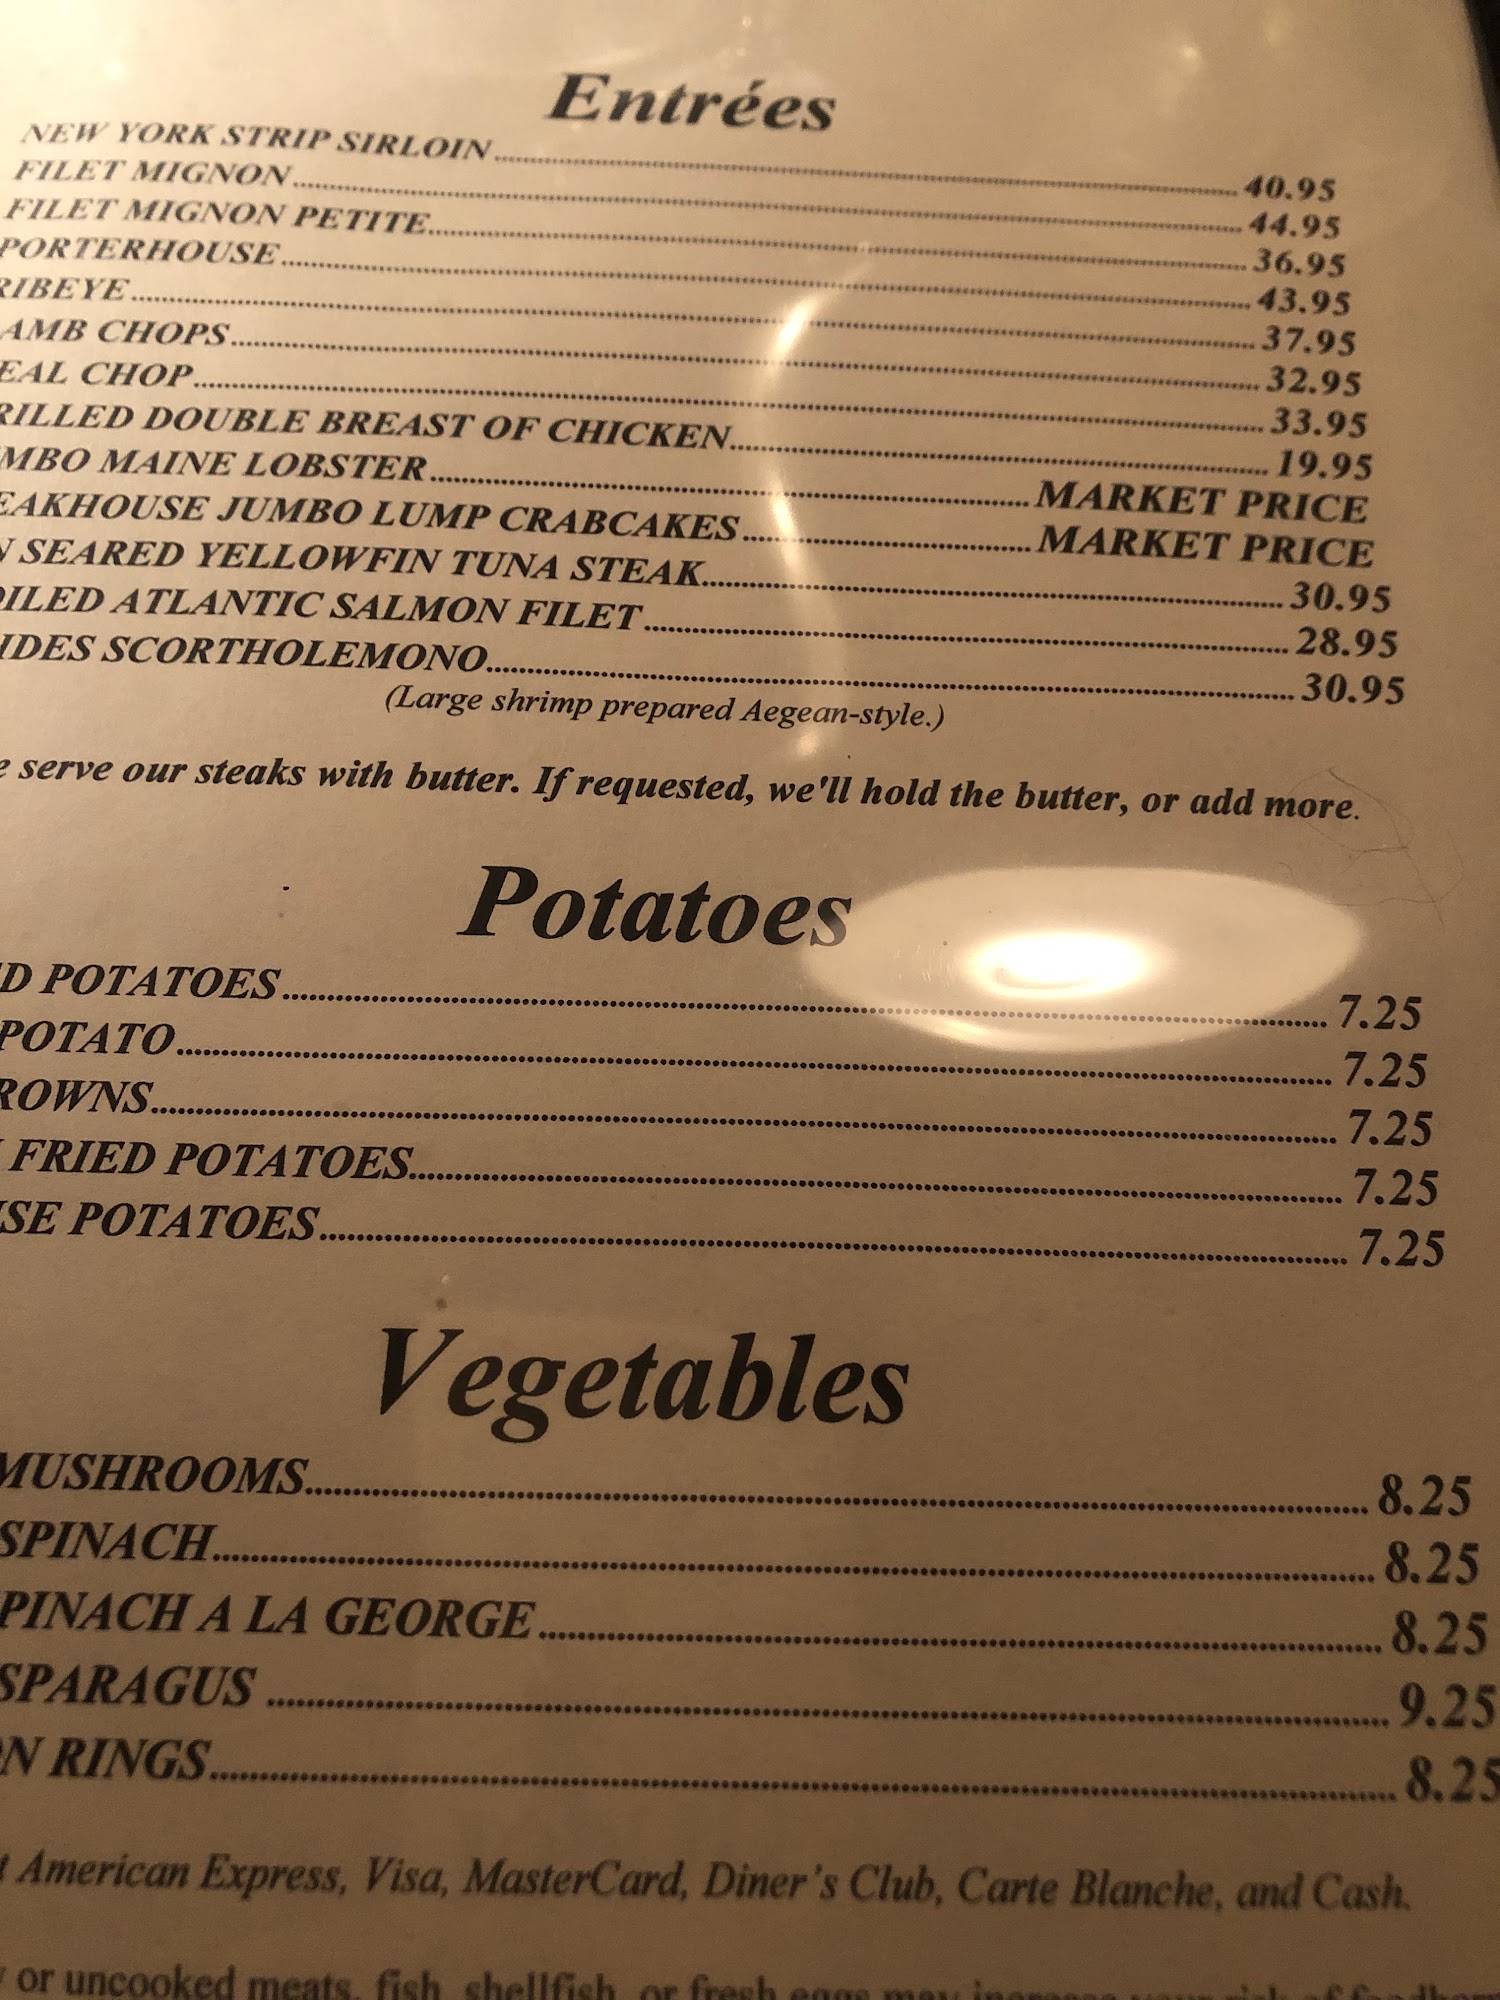 Entrées
NEW YORK STRIP SIRLOIN 40.95
FILET MIGNON 44.95
FILET MIGNON PETITE 36.95
PORTERHOUSE 43.95
RIBEYE 37.95
AMB CHOPS 32.95
EAL CHOP 33.95
RILLED DOUBLE BREAST OF CHICKEN 19.95
MBO MAINE LOBSTER MARKET PRICE
EAKHOUSE JUMBO LUMP CRABCAKES MARKET PRICE
N SEARED YELLOWFIN TUNA STEAK 30.95
OILED ATLANTIC SALMON FILET 28.95
IDES SCORTHOLEMONO 30.95
(Large shrimp prepared Aegean-style.)
e serve our steaks with butter. If requested, we'll hold the butter, or add more.
Potatoes
D POTATOES 7.25
POTATO 7.25
ROWNS 7.25
FRIED POTATOES 7.25
SE POTATOES 7.25
Vegetables
MUSHROOMS 8.25
SPINACH 8.25
PINACH A LA GEORGE 8.25
SPARAGUS 9.25
ON RINGS 8.25
t American Express, Visa, MasterCard, Diner's Club, Carte Blanche, and Cash.
or uncooked meats, fish, shellfish, or fresh eggs may increase your risk of